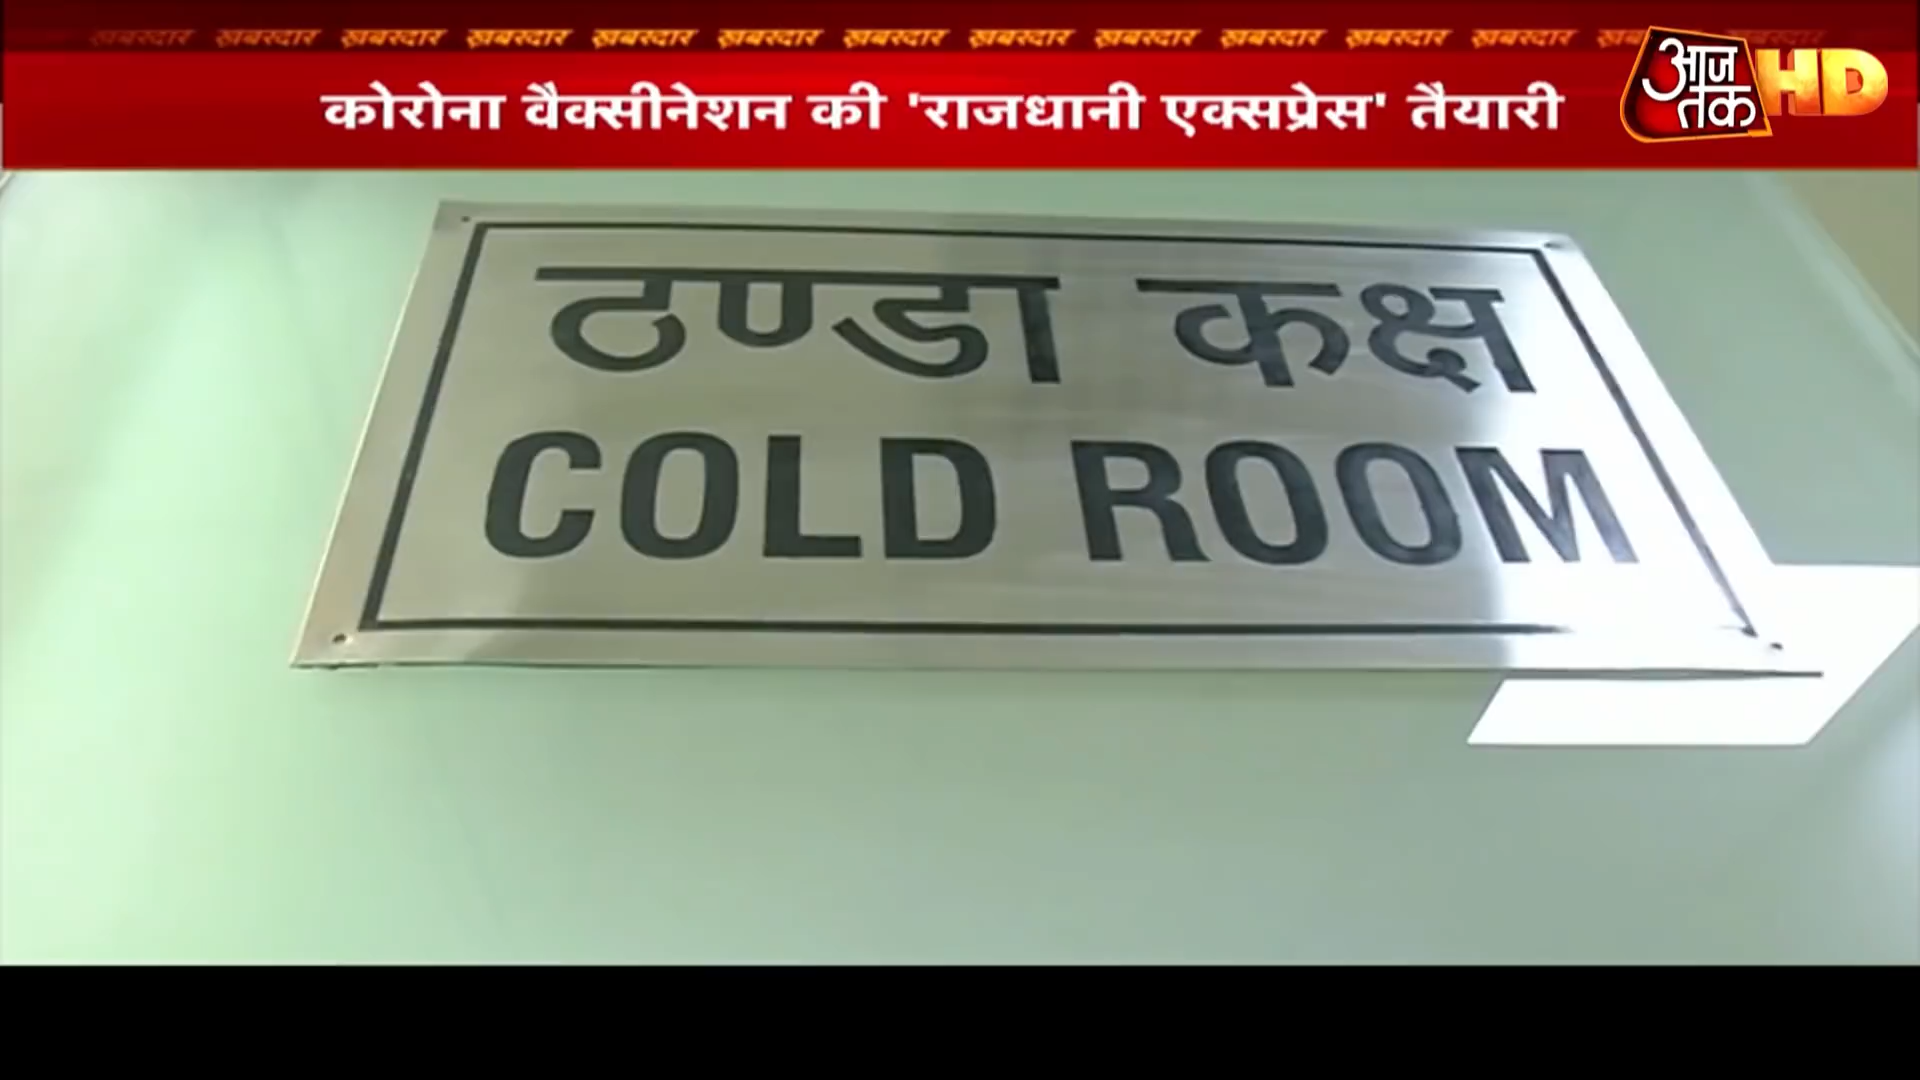 ख़बरदार ख़बरदार ख़बरदार ख़बरदार ख़बरदार ख़बरदार ख़बरदार ख़बरदार ख़बरदार ख़बरदार ख़बरदार ख़बरदार
कोरोना वैक्सीनेशन की 'राजधानी एक्सप्रेस' तैयारी
आज तक HD
ठण्डा कक्ष
COLD ROOM